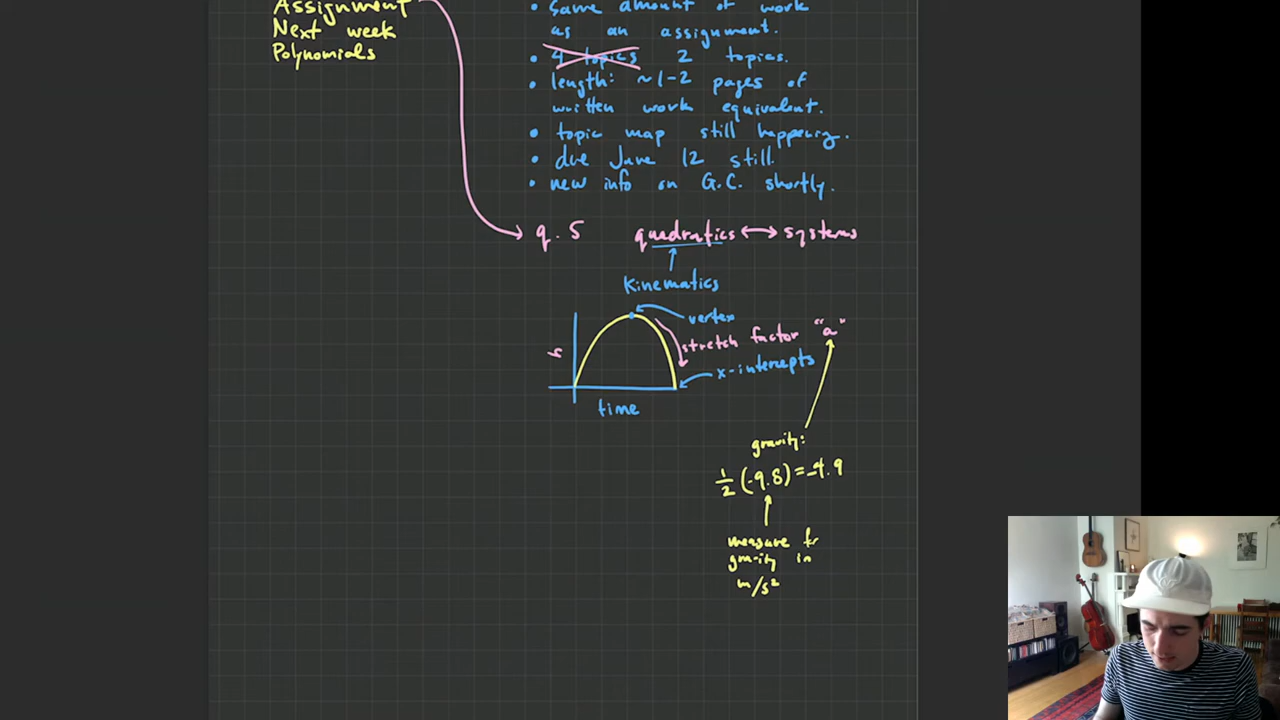 Assignment
Next week
Polynomials
• same amount of work
as an assignment.
• 4 topics 2 topics.
• length: ~1-2 pages of
written work equivalent.
• topic map still happening.
• due June 12 still.
• new info on G.C. shortly.
q. 5 quadratics ↔ systems
Kinematics
vertex
stretch factor "a"
x-intercepts
h
time
gravity:
1/2 (-9.8) = -4.9
measure for
gravity in
m/s²